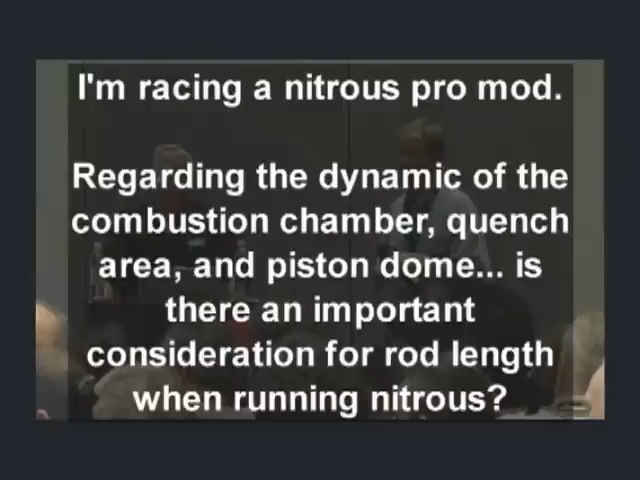 I'm racing a nitrous pro mod.
Regarding the dynamic of the
combustion chamber, quench
area, and piston dome... is
there an important
consideration for rod length
when running nitrous?